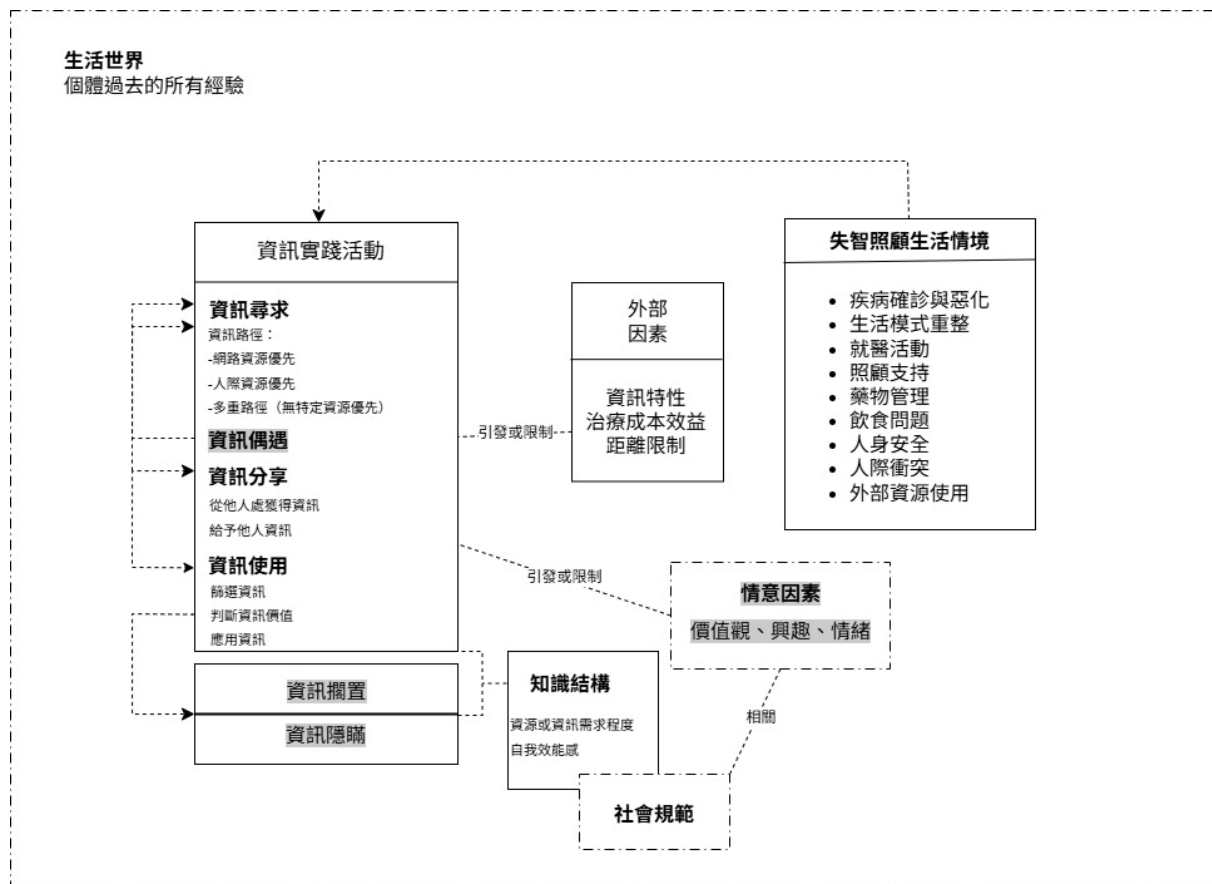 生活世界
個體過去的所有經驗
資訊實踐活動
資訊尋求
資訊路徑：
-網路資源優先
-人際資源優先
-多重路徑（無特定資源優先）
資訊偶遇
資訊分享
從他人處獲得資訊
給予他人資訊
資訊使用
篩選資訊
判斷資訊價值
應用資訊
資訊擱置
資訊隱瞞
引發或限制
外部
因素
資訊特性
治療成本效益
距離限制
失智照顧生活情境
• 疾病確診與惡化
• 生活模式重整
• 就醫活動
• 照顧支持
• 藥物管理
• 飲食問題
• 人身安全
• 人際衝突
• 外部資源使用
引發或限制
情意因素
價值觀、興趣、情緒
知識結構
資源或資訊需求程度
自我效能感
相關
社會規範